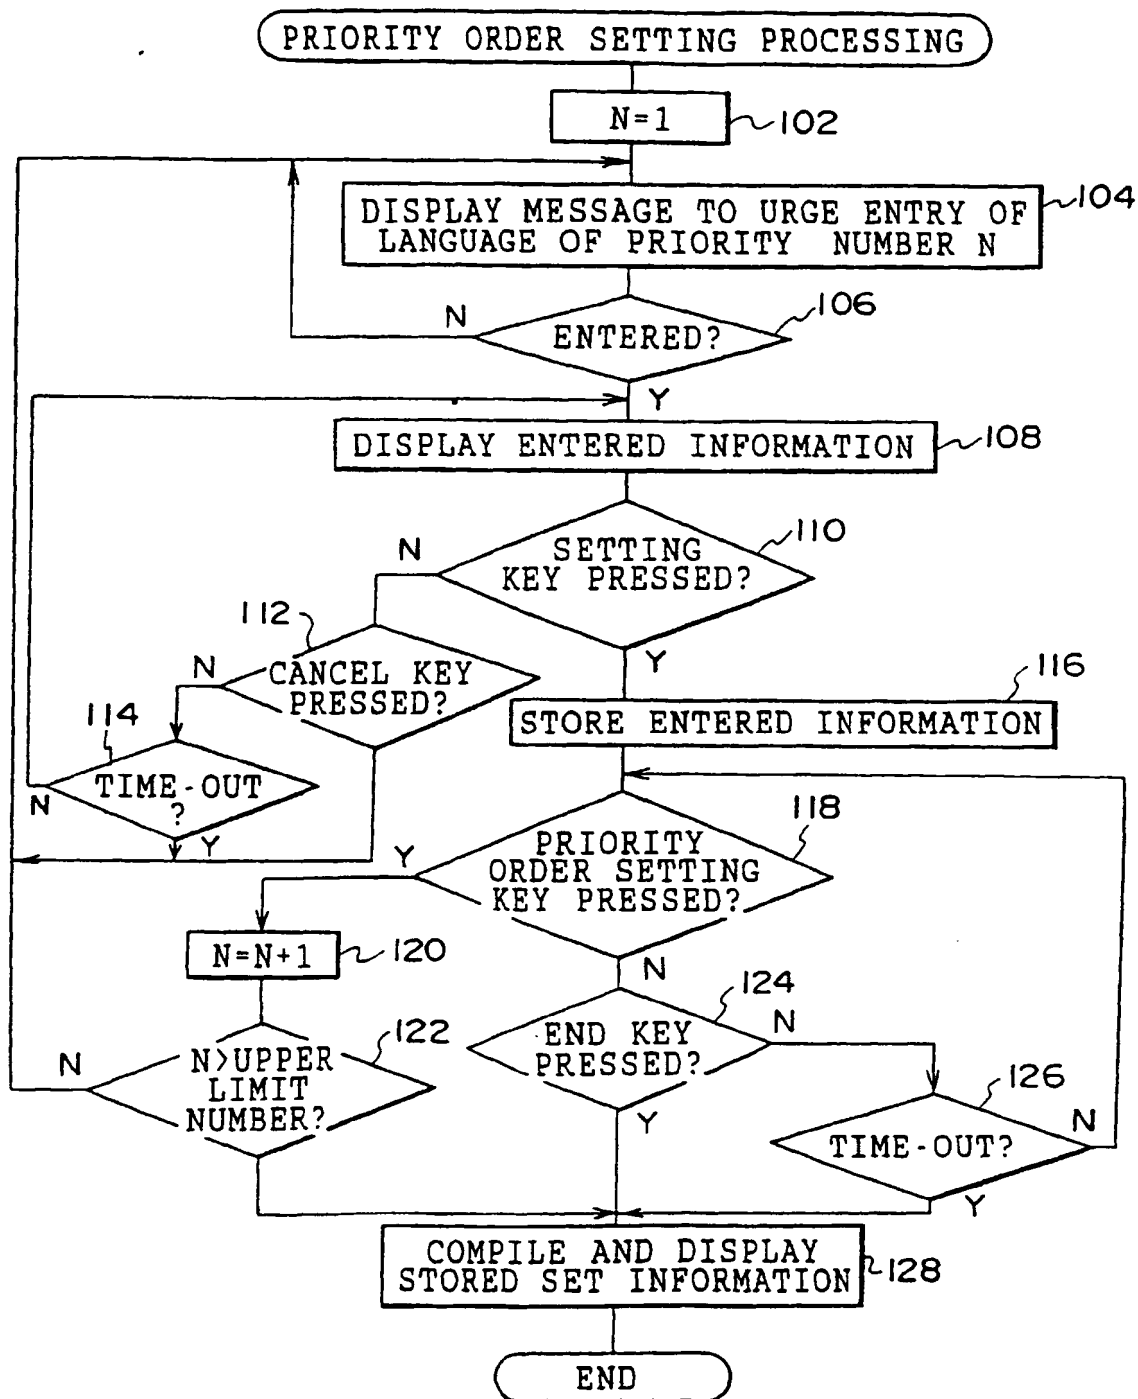 PRIORITY ORDER SETTING PROCESSING
N=1
102
DISPLAY MESSAGE TO URGE ENTRY OF
LANGUAGE OF PRIORITY NUMBER N
104
ENTERED?
106
N
Y
DISPLAY ENTERED INFORMATION
108
SETTING
KEY PRESSED?
110
N
Y
112
CANCEL KEY
PRESSED?
N
114
TIME-OUT
?
N
Y
STORE ENTERED INFORMATION
116
PRIORITY
ORDER SETTING
KEY PRESSED?
118
Y
N
N=N+1
120
N>UPPER
LIMIT
NUMBER?
122
N
END KEY
PRESSED?
124
N
Y
TIME-OUT?
126
N
Y
COMPILE AND DISPLAY
STORED SET INFORMATION
128
END